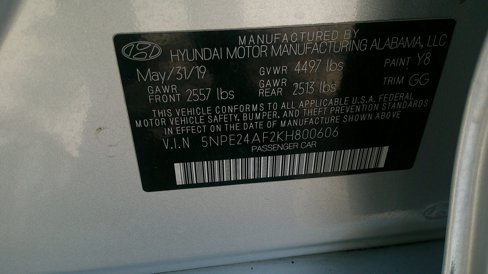 MANUFACTURED BY
HYUNDAI MOTOR MANUFACTURING ALABAMA, LLC
May/31/19 GVWR 4497 lbs PAINT Y8
GAWR FRONT 2557 lbs GAWR REAR 2513 lbs TRIM GG
THIS VEHICLE CONFORMS TO ALL APPLICABLE U.S.A. FEDERAL
MOTOR VEHICLE SAFETY, BUMPER, AND THEFT PREVENTION STANDARDS
IN EFFECT ON THE DATE OF MANUFACTURE SHOWN ABOVE.
V.I.N 5NPE24AF2KH800606
PASSENGER CAR